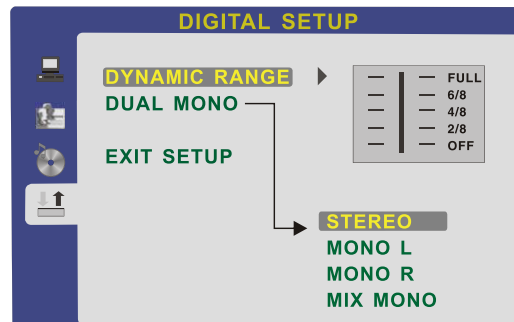 DIGITAL SETUP
DYNAMIC RANGE
DUAL MONO
EXIT SETUP
FULL
6/8
4/8
2/8
OFF
STEREO
MONO L
MONO R
MIX MONO